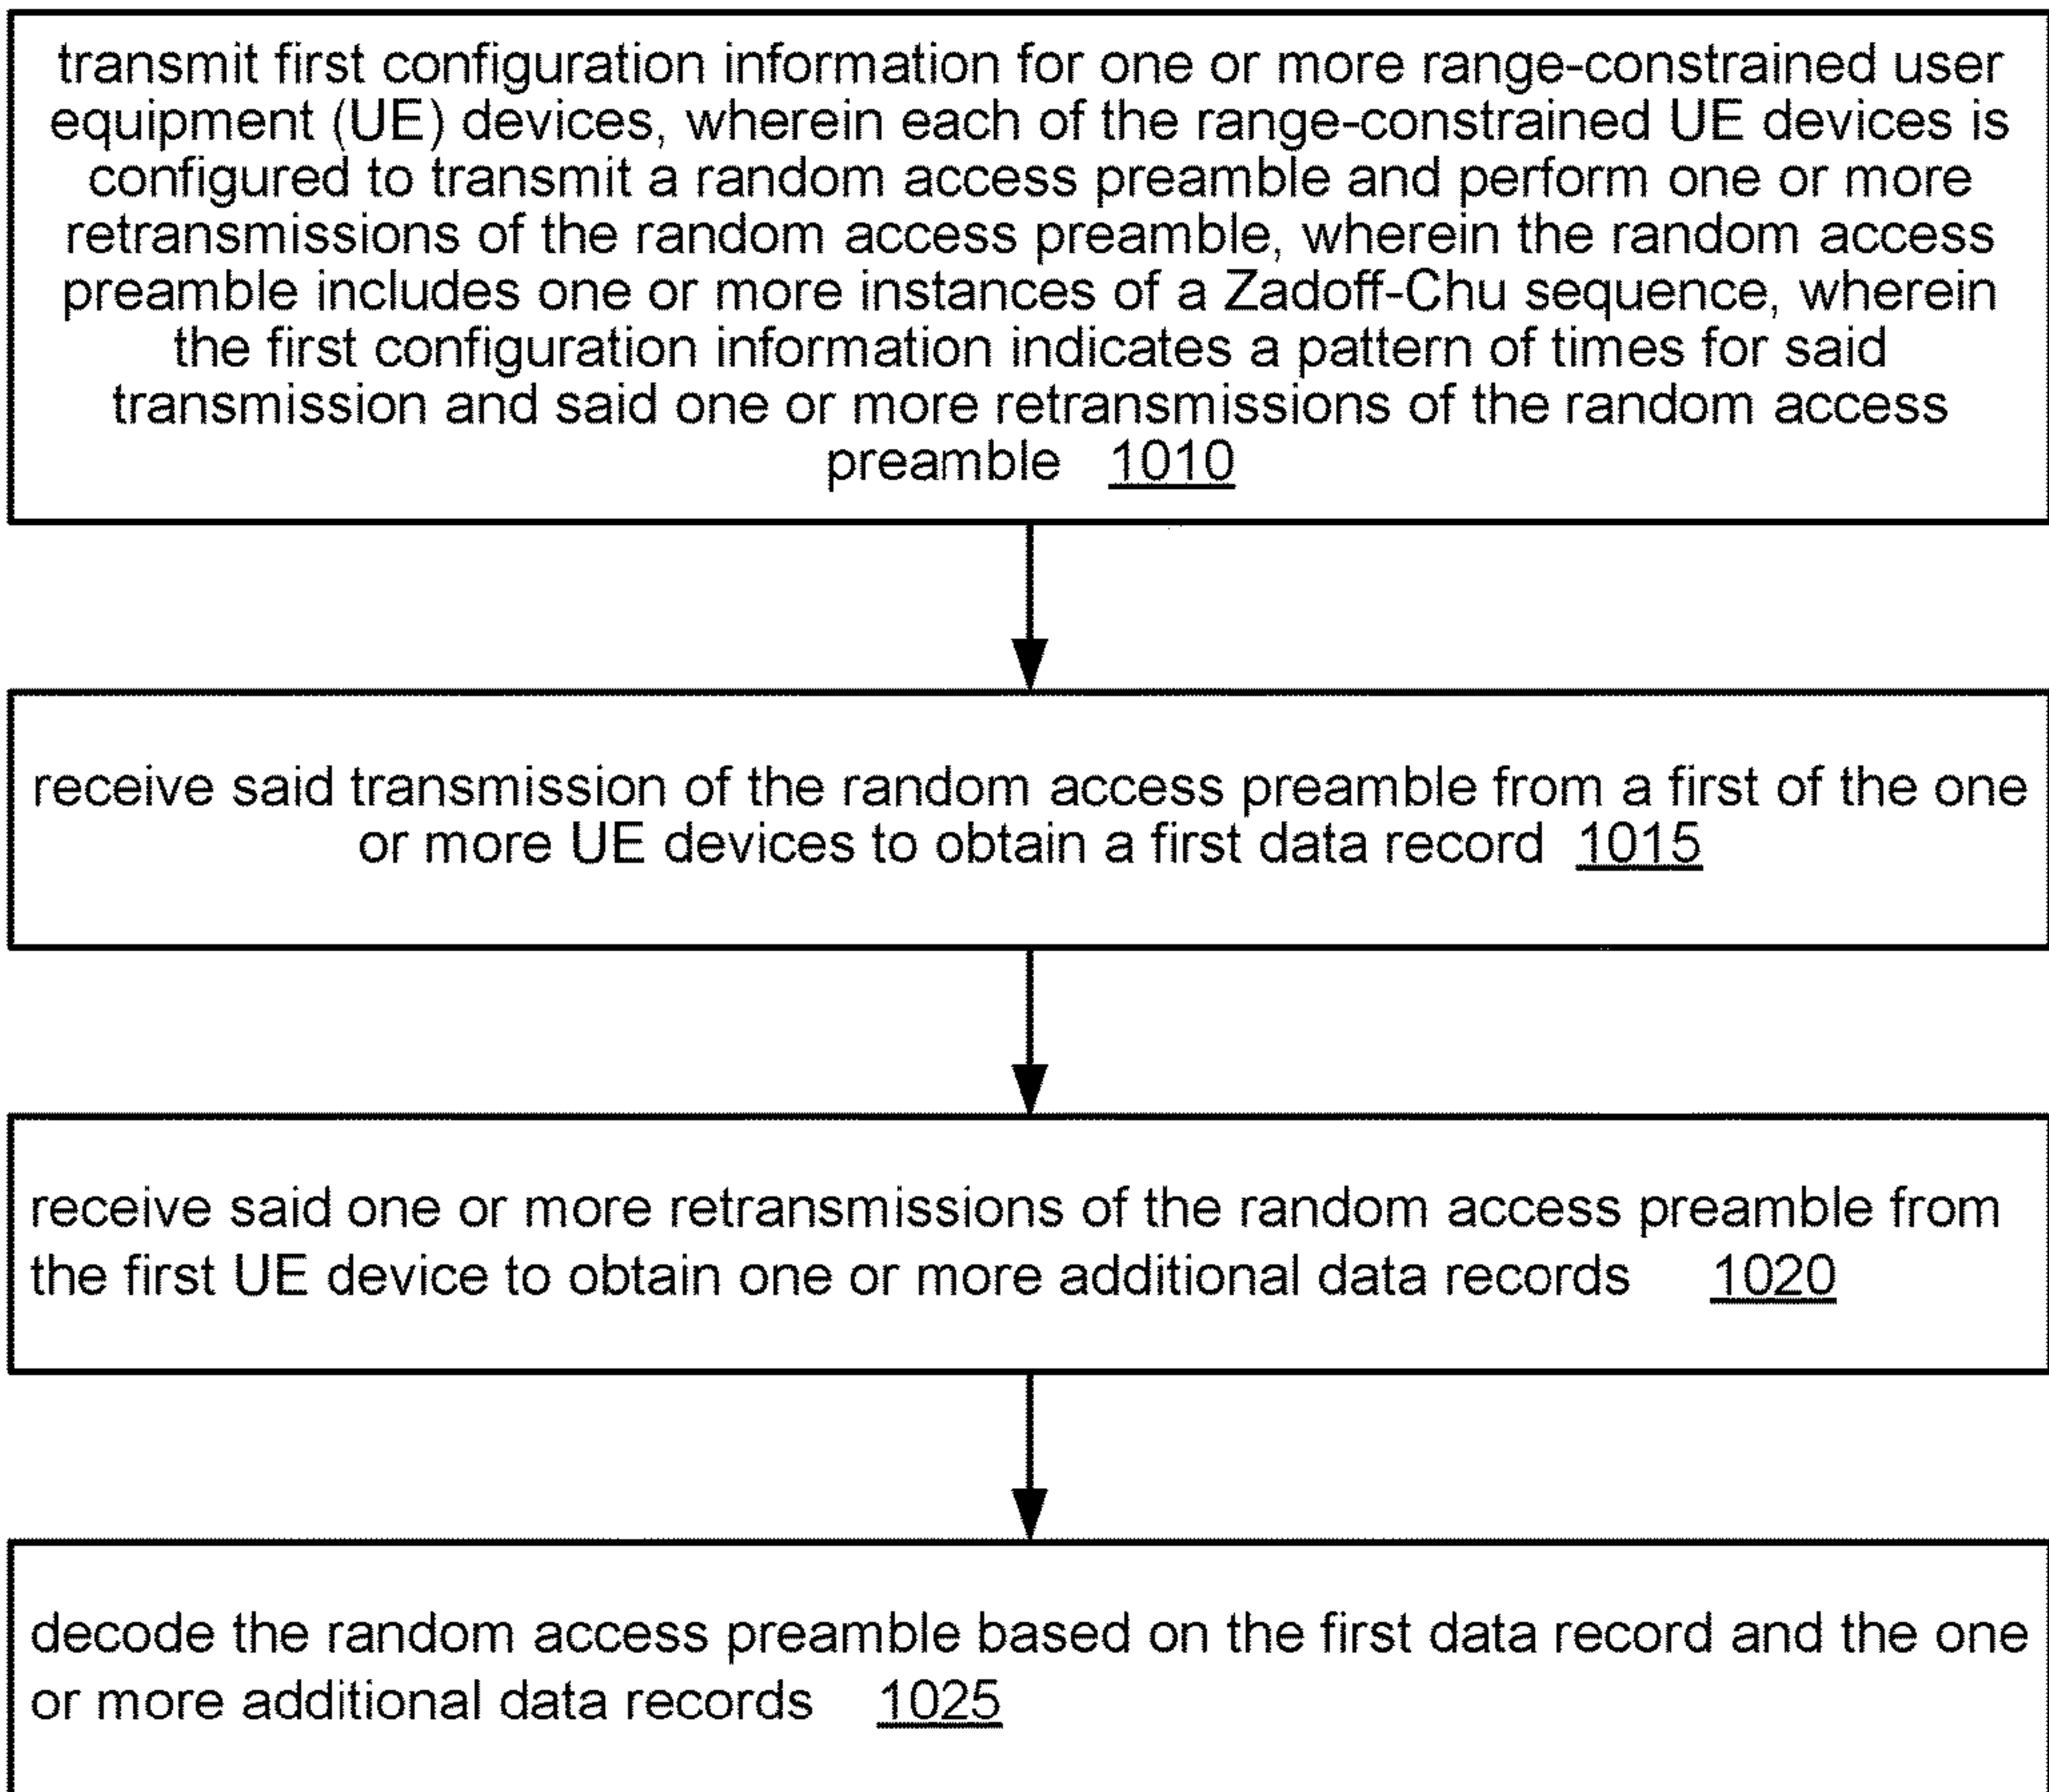 transmit first configuration information for one or more range-constrained user
equipment (UE) devices, wherein each of the range-constrained UE devices is
configured to transmit a random access preamble and perform one or more
retransmissions of the random access preamble, wherein the random access
preamble includes one or more instances of a Zadoff-Chu sequence, wherein
the first configuration information indicates a pattern of times for said
transmission and said one or more retransmissions of the random access
preamble 1010
receive said transmission of the random access preamble from a first of the one
or more UE devices to obtain a first data record 1015
receive said one or more retransmissions of the random access preamble from
the first UE device to obtain one or more additional data records 1020
decode the random access preamble based on the first data record and the one
or more additional data records 1025